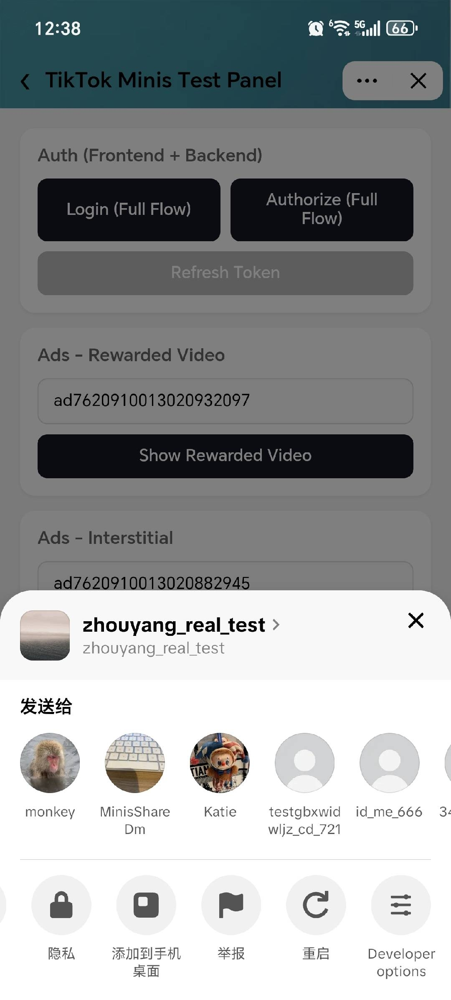 12:38
6 5G 66
TikTok Minis Test Panel
Auth (Frontend + Backend)
Login (Full Flow)
Authorize (Full
Flow)
Refresh Token
Ads - Rewarded Video
ad7620910013020932097
Show Rewarded Video
Ads - Interstitial
ad7620910013020882945
zhouyang_real_test
zhouyang_real_test
发送给
monkey
MinisShare
Dm
Katie
testgbxwid
wljz_cd_721
id_me_666
隐私
添加到手机
桌面
举报
重启
Developer
options